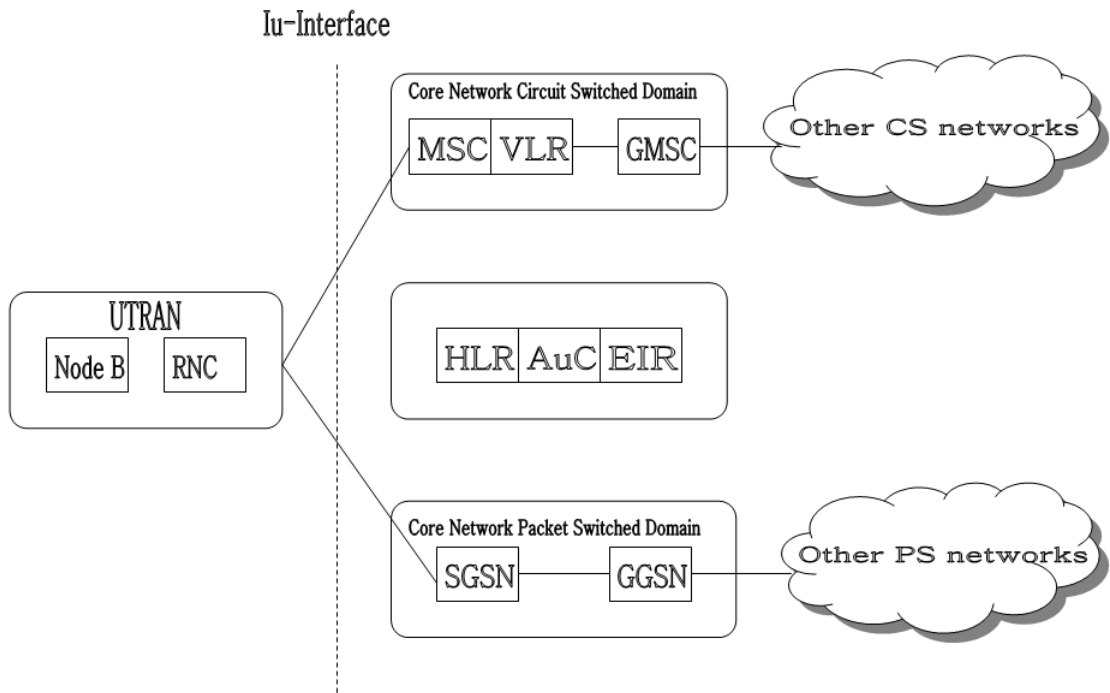 Iu-Interface
Core Network Circuit Switched Domain
MSC VLR GMSC
Other CS networks
UTRAN
Node B RNC
HLR AuC EIR
Core Network Packet Switched Domain
SGSN GGSN
Other PS networks